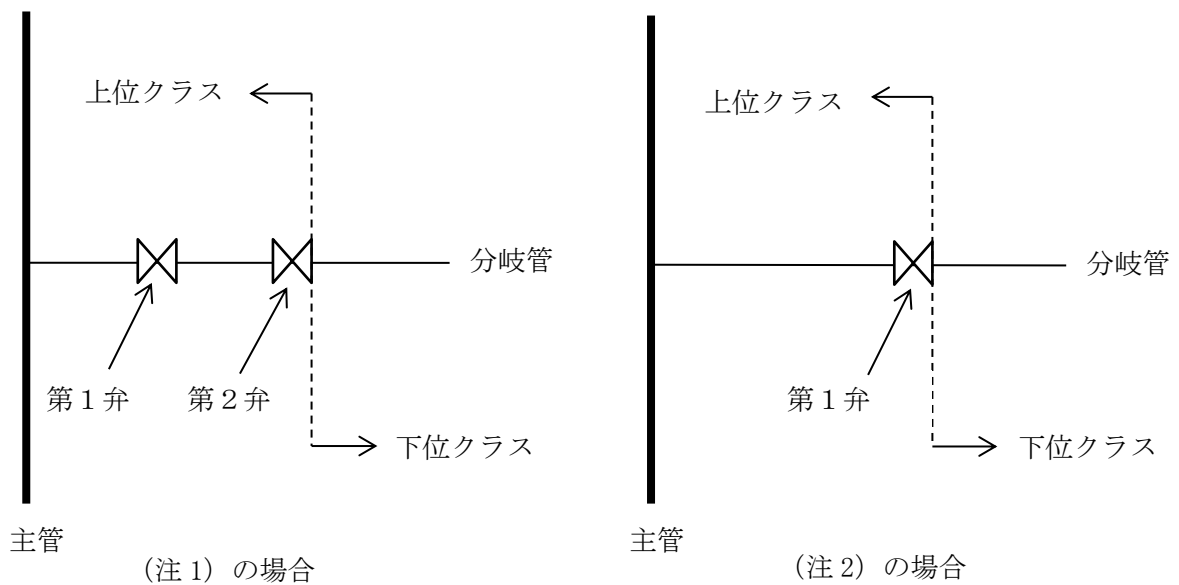 上位クラス
分岐管
第１弁
第２弁
下位クラス
主管
（注 1）の場合
上位クラス
分岐管
第１弁
下位クラス
主管
（注 2）の場合